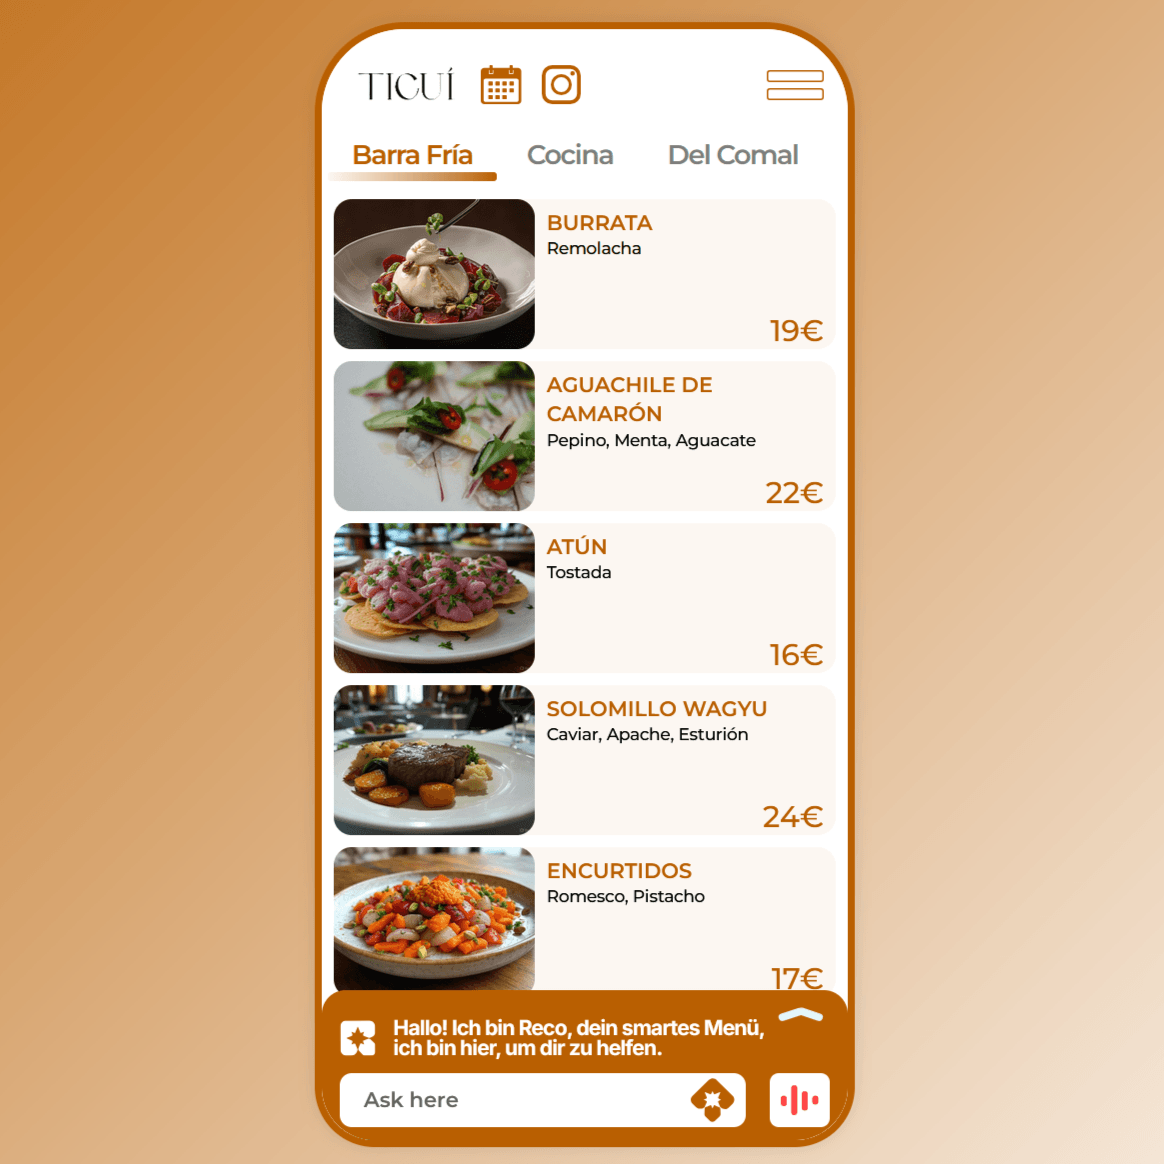 TICUÍ
Barra Fría Cocina Del Comal
BURRATA
Remolacha
19€
AGUACHILE DE
CAMARÓN
Pepino, Menta, Aguacate
22€
ATÚN
Tostada
16€
SOLOMILLO WAGYU
Caviar, Apache, Esturión
24€
ENCURTIDOS
Romesco, Pistacho
17€
Hallo! Ich bin Reco, dein smartes Menü,
ich bin hier, um dir zu helfen.
Ask here